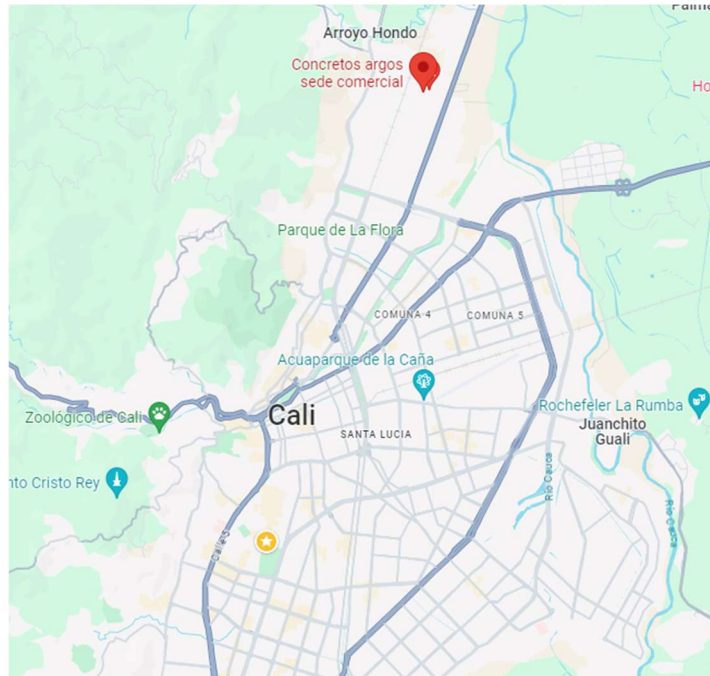 Palma
Arroyo Hondo
Concretos argos
sede comercial
Ho
Parque de La Flora
COMUNA 4
COMUNA 5
Acuaparque de la Caña
Zoológico de Cali
Cali
Rochefeler La Rumba
Juanchito
Guali
SANTA LUCIA
nto Cristo Rey
Río Cauca
Río Cauca
Calle 5